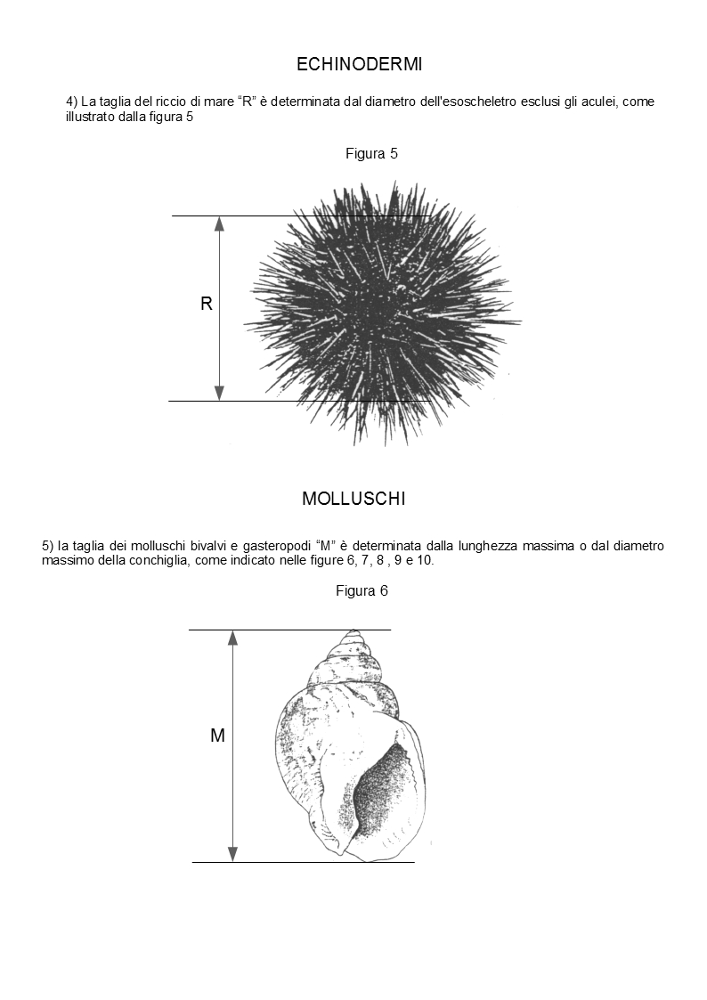 ECHINODERMI
4) La taglia del riccio di mare “R” è determinata dal diametro dell'esoscheletro esclusi gli aculei, come
illustrato dalla figura 5
Figura 5
R
MOLLUSCHI
5) la taglia dei molluschi bivalvi e gasteropodi “M” è determinata dalla lunghezza massima o dal diametro
massimo della conchiglia, come indicato nelle figure 6, 7, 8 , 9 e 10.
Figura 6
M